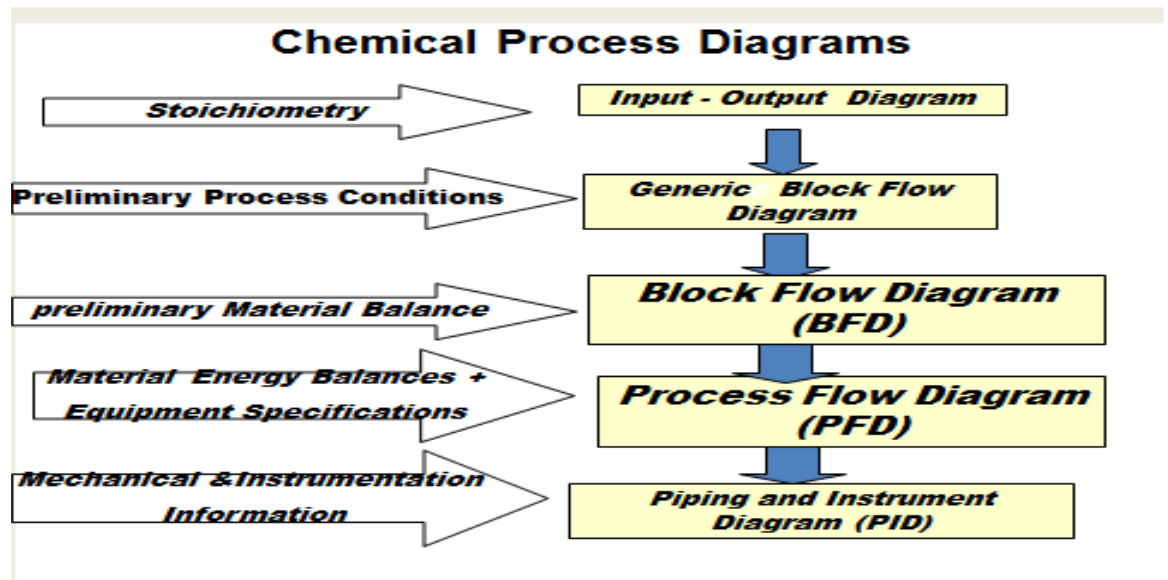 Chemical Process Diagrams
Stoichiometry
Input - Output Diagram
Preliminary Process Conditions
Generic Block Flow
Diagram
preliminary Material Balance
Block Flow Diagram
(BFD)
Material Energy Balances +
Equipment Specifications
Process Flow Diagram
(PFD)
Mechanical &Instrumentation
Information
Piping and Instrument
Diagram (PID)